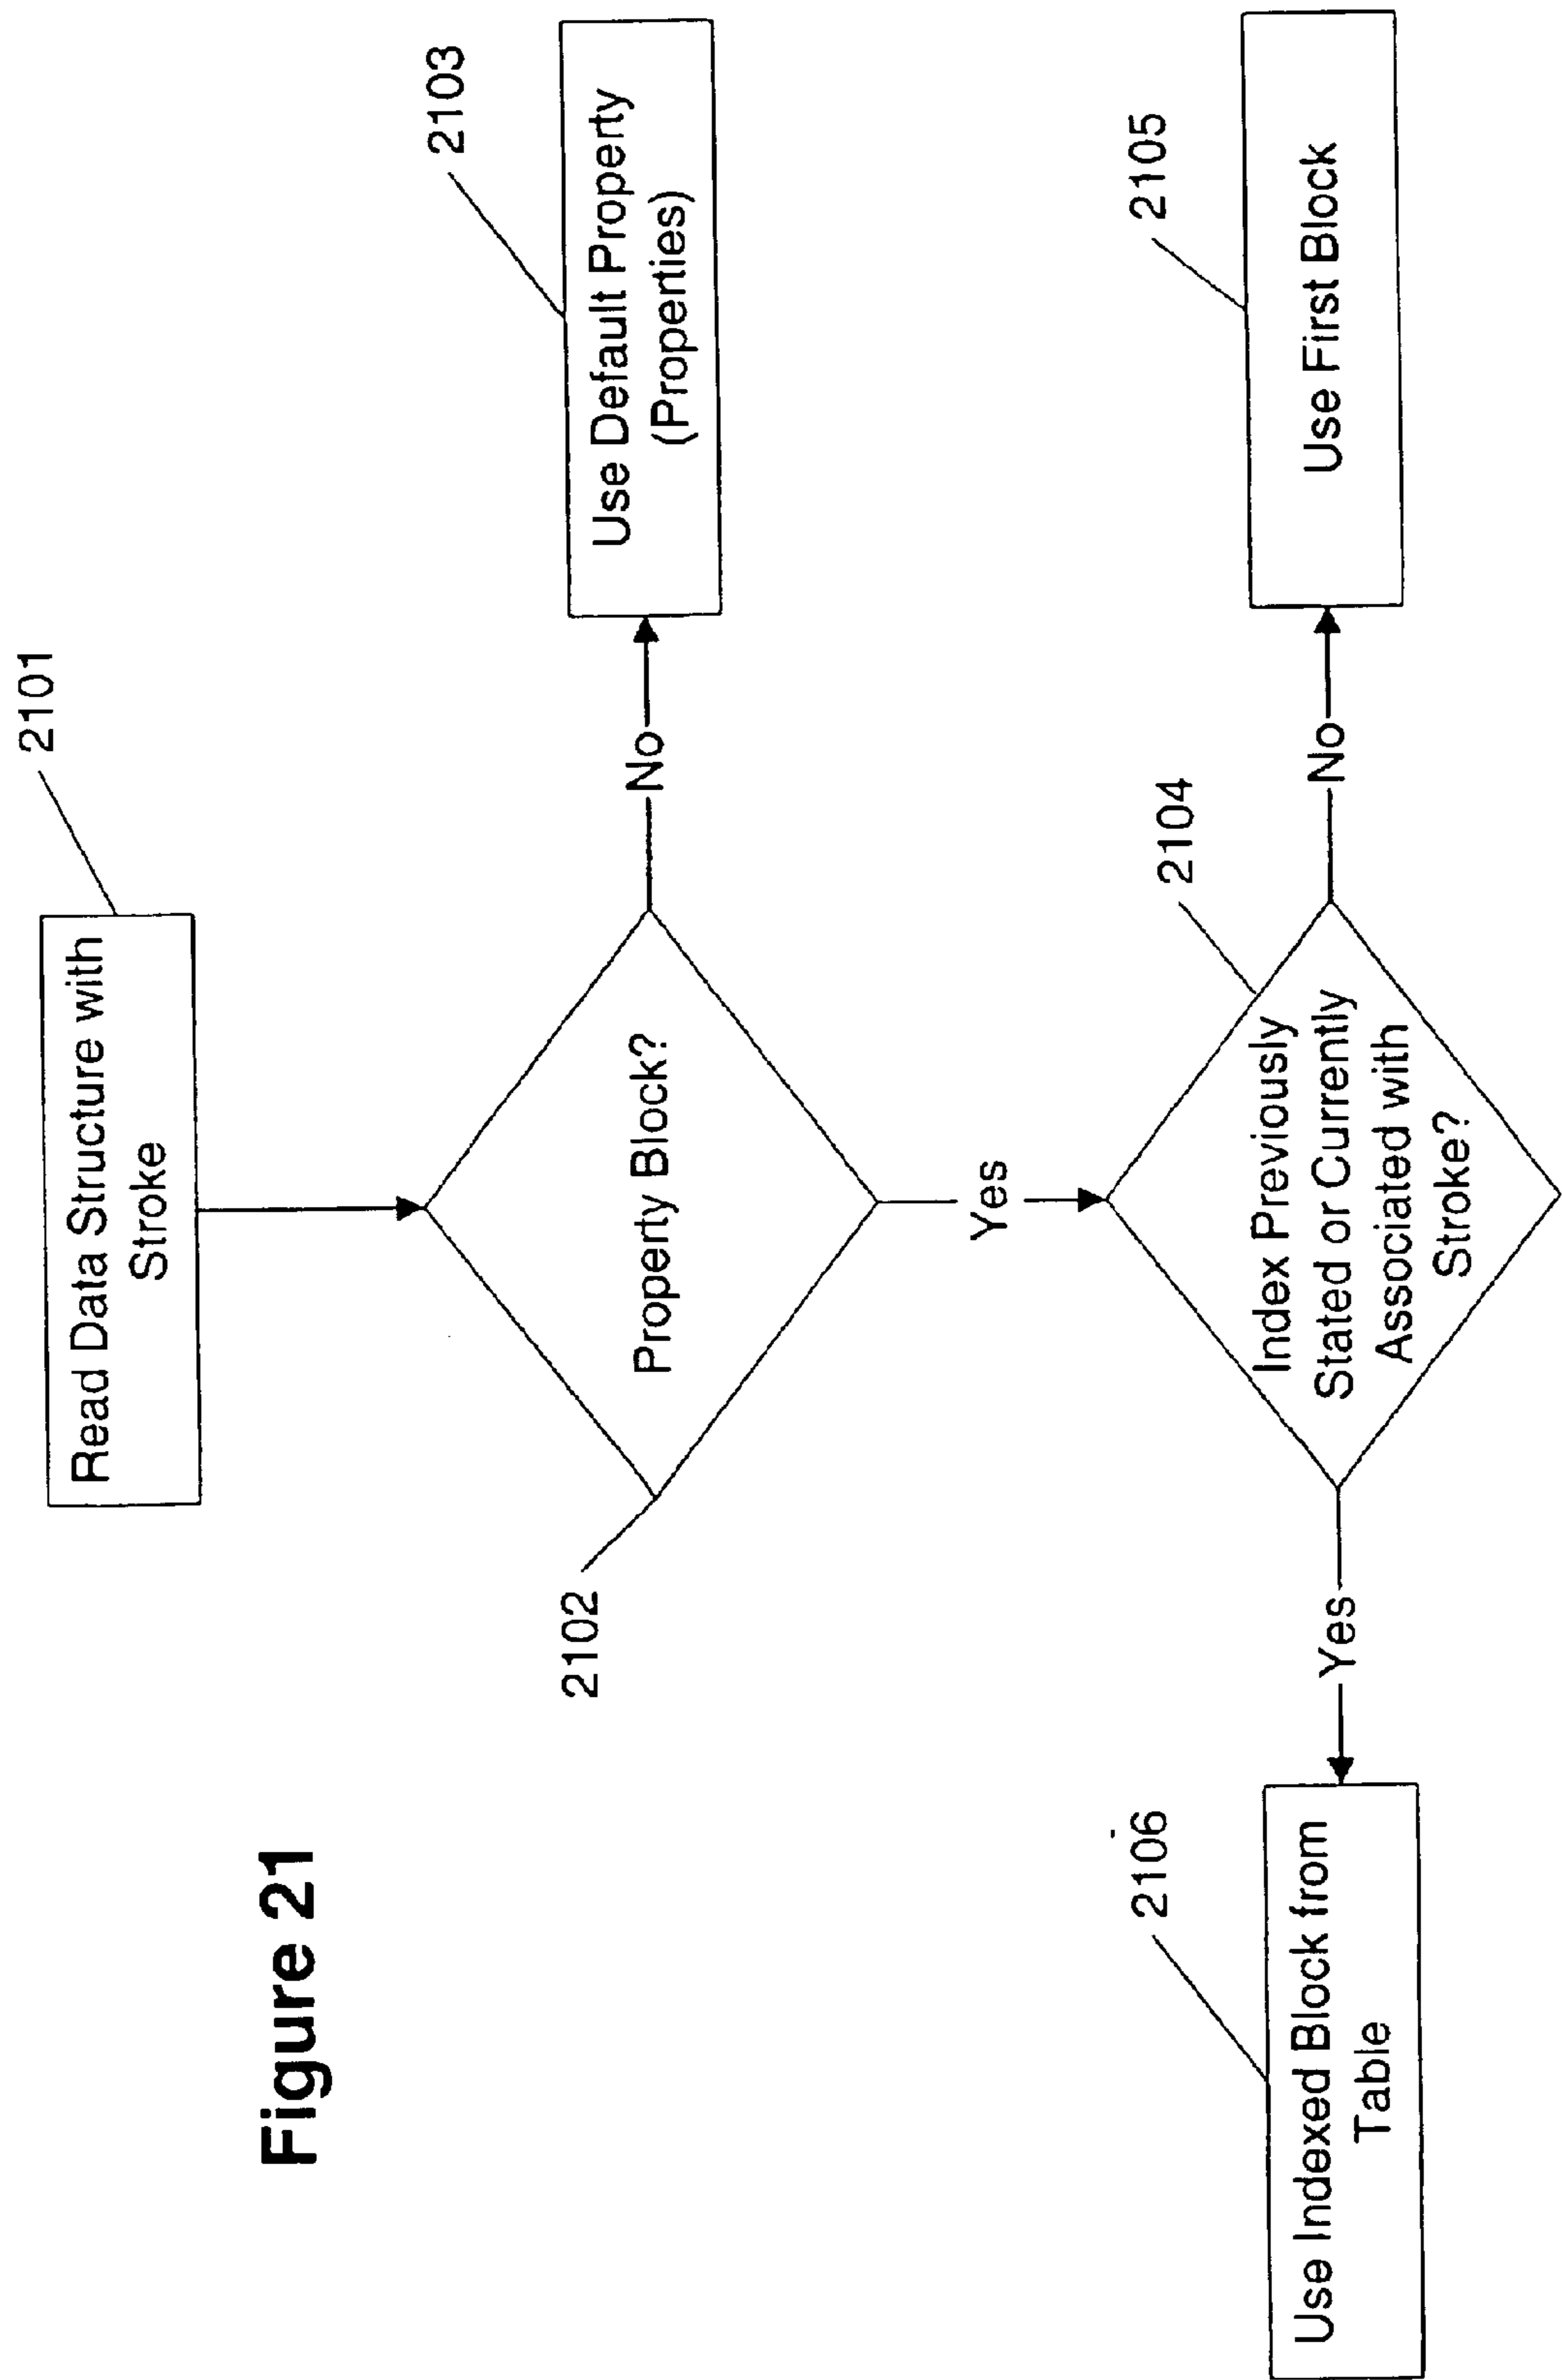 Figure 21
2101
Read Data Structure with
Stroke
2102
Property Block?
No
2103
Use Default Property
(Properties)
Yes
2104
Index Previously
Stated or Currently
Associated with
Stroke?
No
2105
Use First Block
Yes
2106
Use Indexed Block from
Table